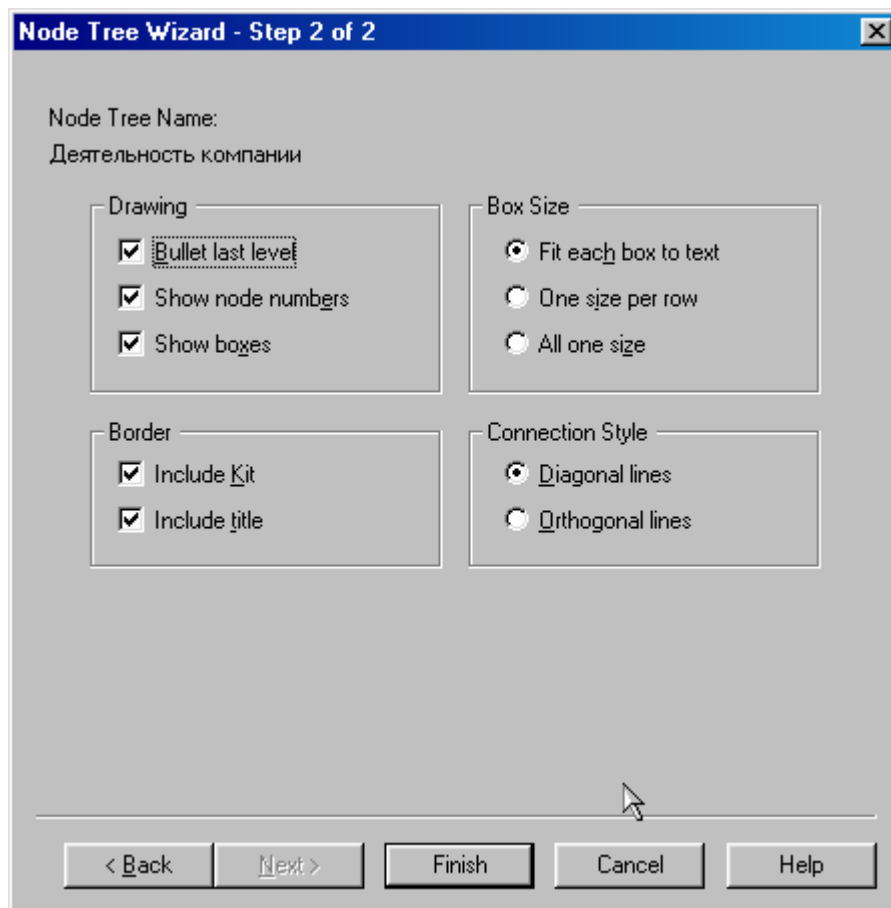 Node Tree Wizard - Step 2 of 2
Node Tree Name:
Деятельность компании
Drawing
Bullet last level
Show node numbers
Show boxes
Box Size
Fit each box to text
One size per row
All one size
Border
Include Kit
Include title
Connection Style
Diagonal lines
Orthogonal lines
< Back
Next >
Finish
Cancel
Help